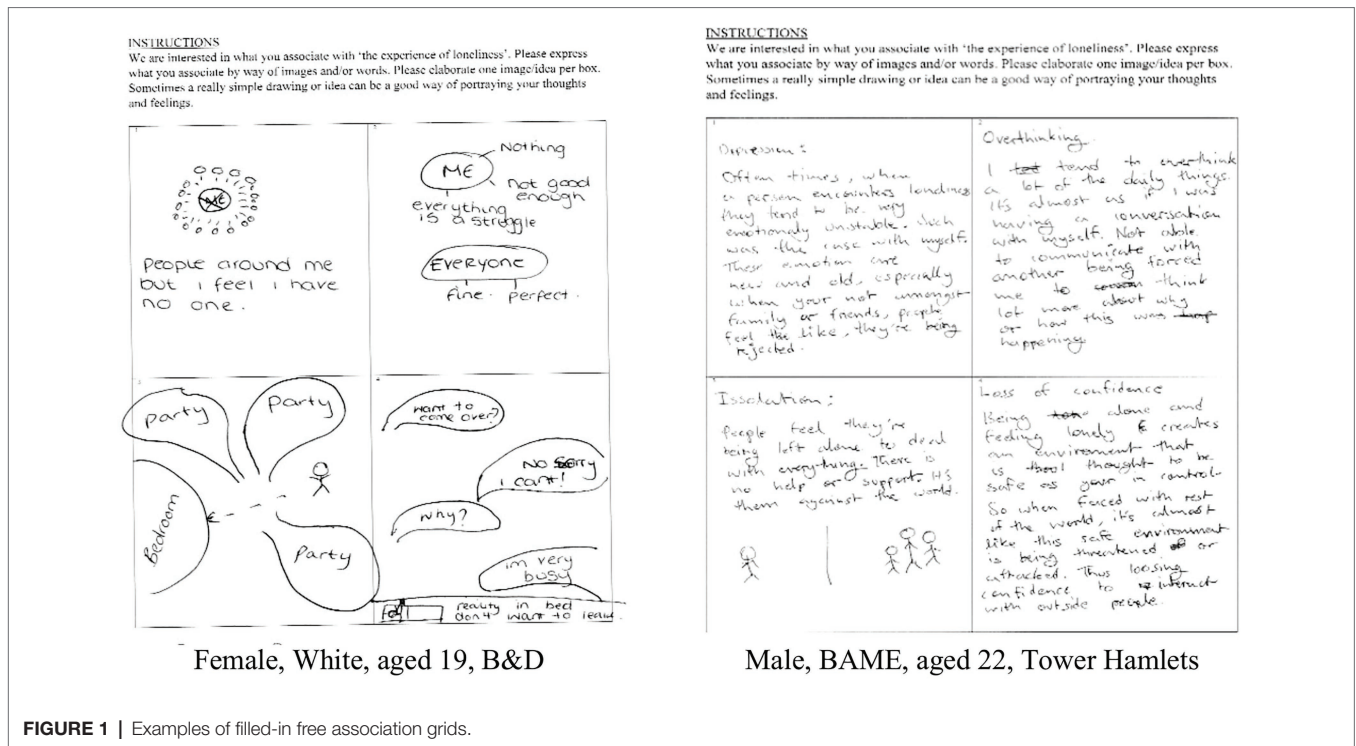 INSTRUCTIONS
We are interested in what you associate with 'the experience of loneliness'. Please express
what you associate by way of images and/or words. Please elaborate one image/idea per box.
Sometimes a really simple drawing or idea can be a good way of portraying your thoughts
and feelings.
1
ME
People around me
but i feel i have
no one.
2
Nothing
ME
not good
enough
everything
is a struggle
EVERYONE
fine. perfect.
3
party
party
Bedroom
Party
4
want to
come over?
NO sorry
i cant!
why?
im very
busy
reality in bed
dont want to leave.
Female, White, aged 19, B&D
INSTRUCTIONS
We are interested in what you associate with 'the experience of loneliness'. Please express
what you associate by way of images and/or words. Please elaborate one image/idea per box.
Sometimes a really simple drawing or idea can be a good way of portraying your thoughts
and feelings.
1
Depression:
Often times, when
a person encounters
they tend to be very
emotionally unstable. Such
was the case with myself.
These emotion are
new and old, especially
when your not amongst
family or friends, people
feel like, they're being
rejected.
2
Overthinking.
I tend to overthink
a lot of the daily things.
It's almost as if I was
having a conversation
with myself. Not able
to communicate with
another being forced
me to think
lot more about why
or how this was
happening.
3
Issolation:
People feel they're
being left alone to deal
with everything. There is
no help or support. It's
them against the world.
4
Loss of confidence
Being alone and
feeling lonely creates
an environment that
is thought to be
safe as your in control.
So when faced with rest
of the world, it's almost
like this safe environment
is being threatened or
attacked. Thus loosing
confidence to interact
with outside people.
Male, BAME, aged 22, Tower Hamlets
FIGURE 1 | Examples of filled-in free association grids.